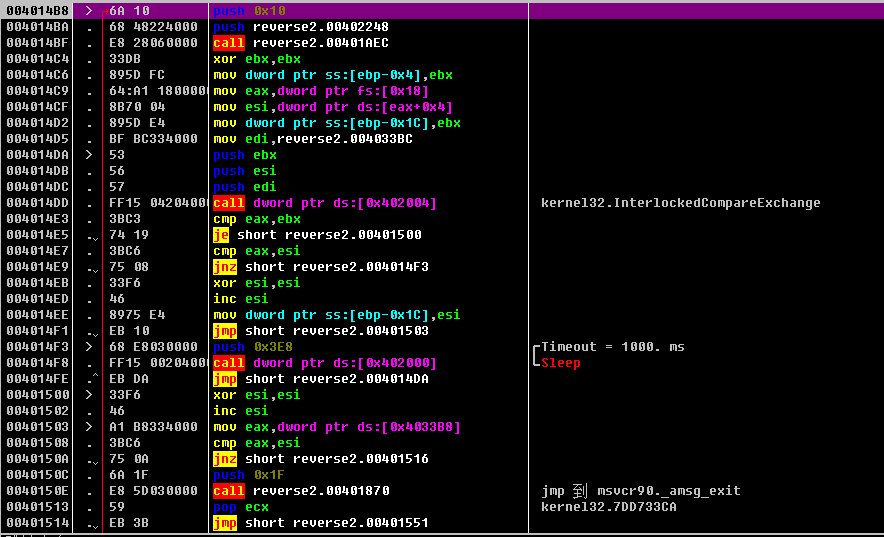 004014B8 > 6A 10 push 0x10
004014BA . 68 48224000 push reverse2.00402248
004014BF . E8 28060000 call reverse2.00401AEC
004014C4 . 33DB xor ebx,ebx
004014C6 . 895D FC mov dword ptr ss:[ebp-0x4],ebx
004014C9 . 64:A1 1800000 mov eax,dword ptr fs:[0x18]
004014CF . 8B70 04 mov esi,dword ptr ds:[eax+0x4]
004014D2 . 895D E4 mov dword ptr ss:[ebp-0x1C],ebx
004014D5 . BF BC334000 mov edi,reverse2.004033BC
004014DA > 53 push ebx
004014DB . 56 push esi
004014DC . 57 push edi
004014DD . FF15 0420400 call dword ptr ds:[0x402004] kernel32.InterlockedCompareExchange
004014E3 . 3BC3 cmp eax,ebx
004014E5 . 74 19 je short reverse2.00401500
004014E7 . 3BC6 cmp eax,esi
004014E9 . 75 08 jnz short reverse2.004014F3
004014EB . 33F6 xor esi,esi
004014ED . 46 inc esi
004014EE . 8975 E4 mov dword ptr ss:[ebp-0x1C],esi
004014F1 . EB 10 jmp short reverse2.00401503
004014F3 > 68 E8030000 push 0x3E8 Timeout = 1000. ms
004014F8 . FF15 0020400 call dword ptr ds:[0x402000] Sleep
004014FE .^ EB DA jmp short reverse2.004014DA
00401500 > 33F6 xor esi,esi
00401502 . 46 inc esi
00401503 > A1 B8334000 mov eax,dword ptr ds:[0x4033B8]
00401508 . 3BC6 cmp eax,esi
0040150A . 75 0A jnz short reverse2.00401516
0040150C . 6A 1F push 0x1F
0040150E . E8 5D030000 call reverse2.00401870 jmp 到 msvcr90._amsg_exit
00401513 . 59 pop ecx kernel32.7DD733CA
00401514 . EB 3B jmp short reverse2.00401551